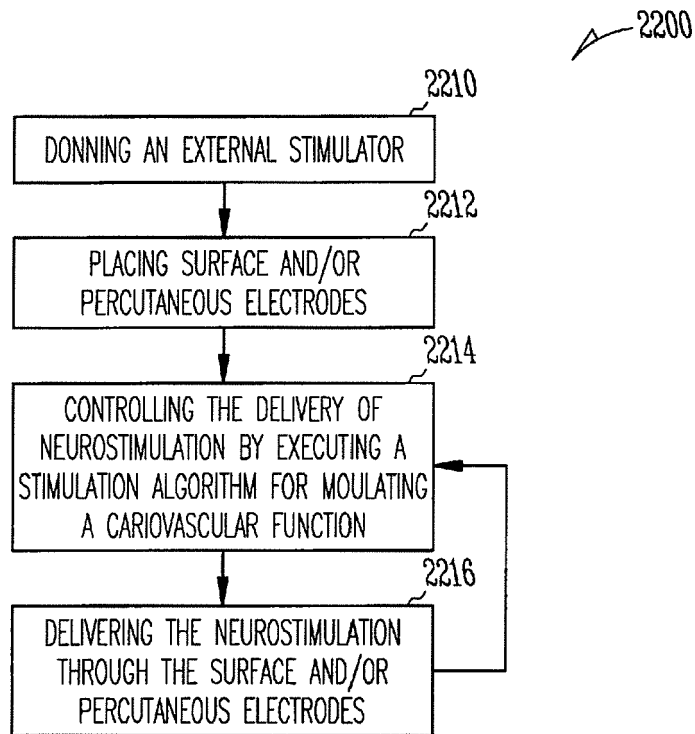 2200
2210
DONNING AN EXTERNAL STIMULATOR
2212
PLACING SURFACE AND/OR
PERCUTANEOUS ELECTRODES
2214
CONTROLLING THE DELIVERY OF
NEUROSTIMULATION BY EXECUTING A
STIMULATION ALGORITHM FOR MOULATING
A CARIOVASCULAR FUNCTION
2216
DELIVERING THE NEUROSTIMULATION
THROUGH THE SURFACE AND/OR
PERCUTANEOUS ELECTRODES